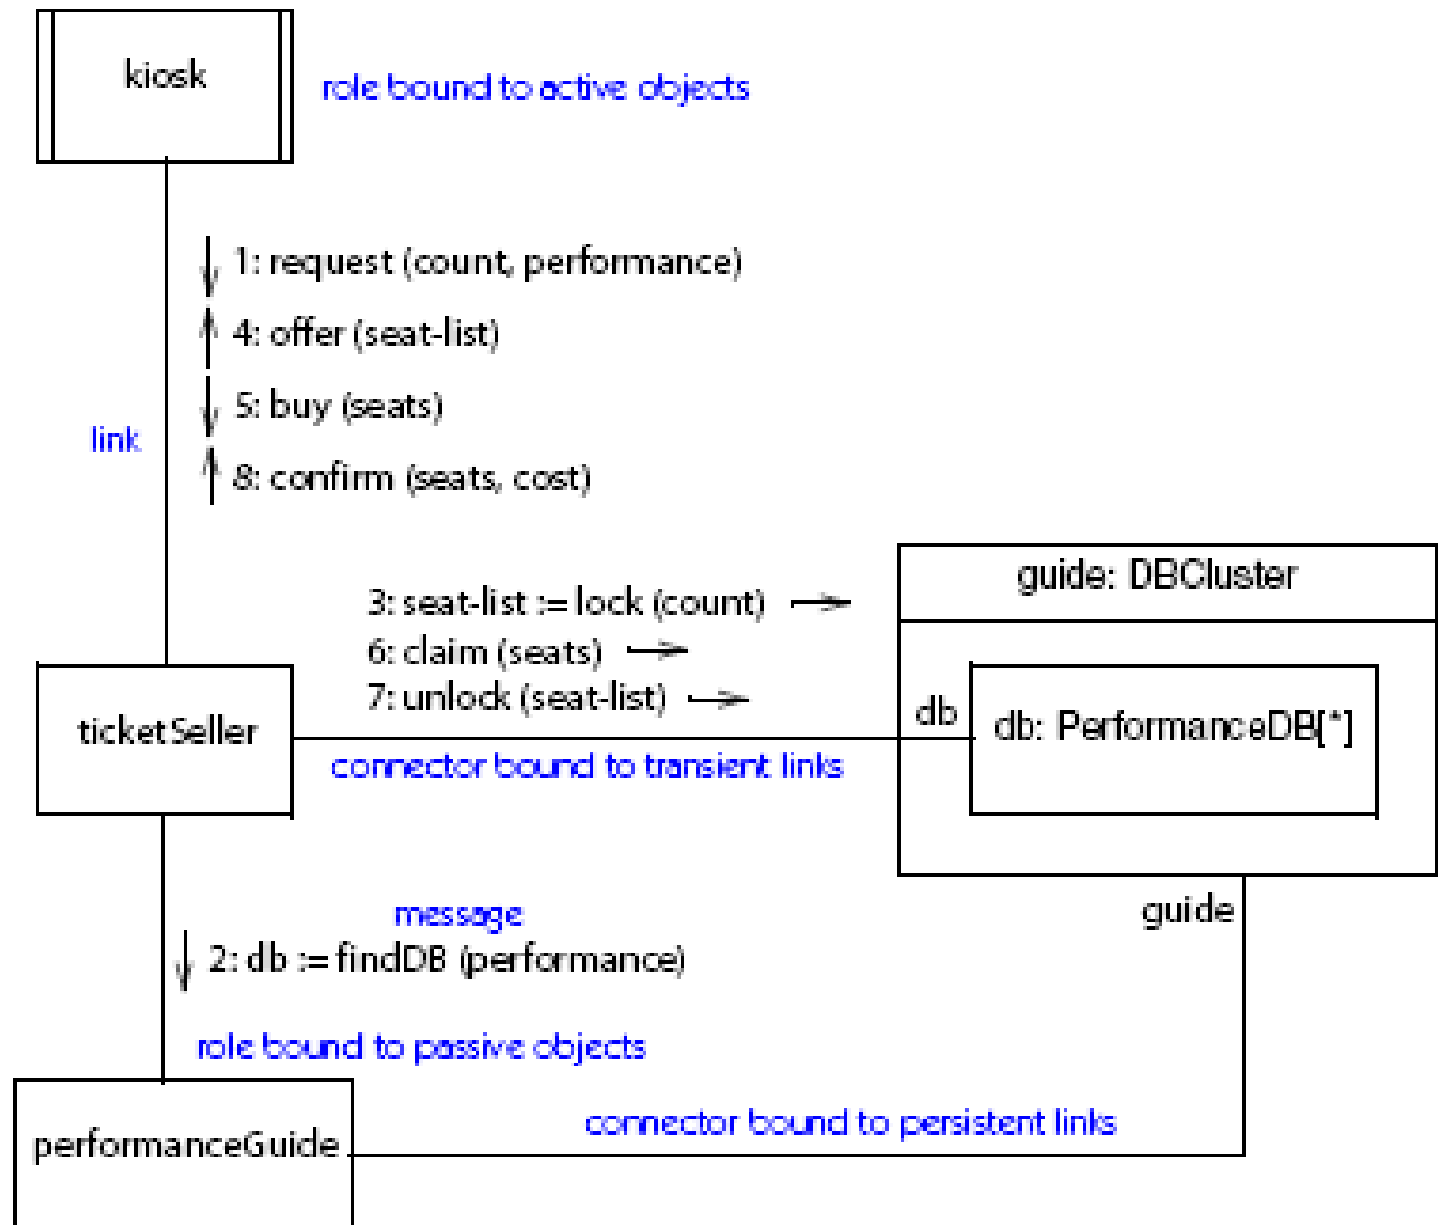 kiosk
role bound to active objects
1: request (count, performance)
4: offer (seat-list)
5: buy (seats)
link
8: confirm (seats, cost)
guide: DBCluster
3: seat-list := lock (count)
6: claim (seats)
7: unlock (seat-list)
db
ticketSeller
db: PerformanceDB[*]
connector bound to transient links
message
guide
2: db := findDB (performance)
role bound to passive objects
connector bound to persistent links
performanceGuide